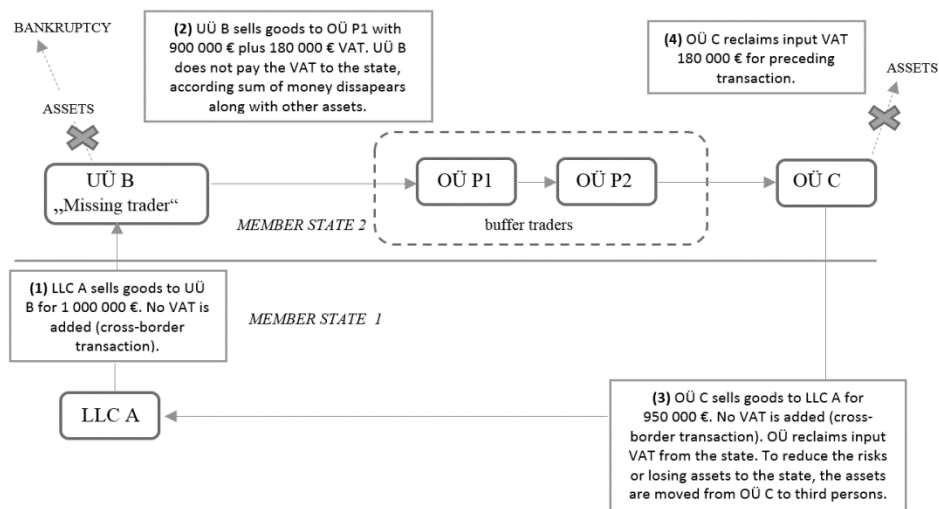 BANKRUPTCY
ASSETS
(2) UÜ B sells goods to OÜ P1 with
900 000 € plus 180 000 € VAT. UÜ B
does not pay the VAT to the state,
according sum of money dissapears
along with other assets.
(4) OÜ C reclaims input VAT
180 000 € for preceding
transaction.
ASSETS
UÜ B
„Missing trader“
OÜ P1
OÜ P2
buffer traders
OÜ C
MEMBER STATE 2
(1) LLC A sells goods to UÜ
B for 1 000 000 €. No VAT is
added (cross-border
transaction).
MEMBER STATE 1
LLC A
(3) OÜ C sells goods to LLC A for
950 000 €. No VAT is added (cross-
border transaction). OÜ reclaims input
VAT from the state. To reduce the risks
or losing assets to the state, the assets
are moved from OÜ C to third persons.